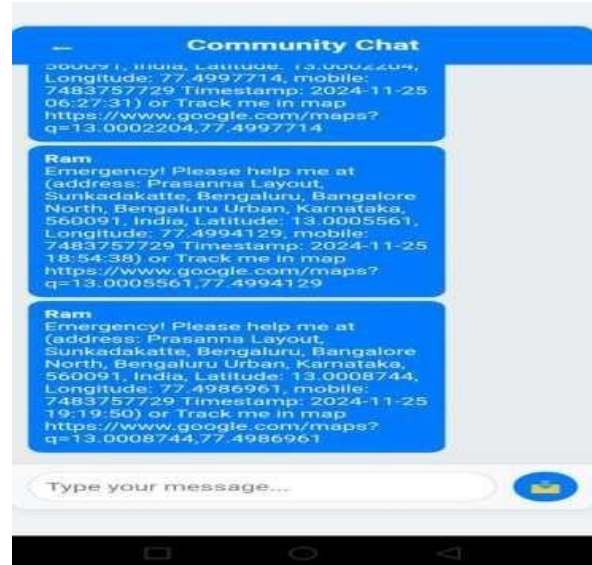 Community Chat
560091, India, Latitude: 13.0002204,
Longitude: 77.4997714, mobile:
7483757729 Timestamp: 2024-11-25
06:27:31) or Track me in map
https://www.google.com/maps?
q=13.0002204,77.4997714
Ram
Emergency! Please help me at
(address: Prasanna Layout,
Sunkadakatte, Bengaluru, Bangalore
North, Bengaluru Urban, Karnataka,
560091, India, Latitude: 13.0005561,
Longitude: 77.4994129, mobile:
7483757729 Timestamp: 2024-11-25
18:54:38) or Track me in map
https://www.google.com/maps?
q=13.0005561,77.4994129
Ram
Emergency! Please help me at
(address: Prasanna Layout,
Sunkadakatte, Bengaluru, Bangalore
North, Bengaluru Urban, Karnataka,
560091, India, Latitude: 13.0008744,
Longitude: 77.4986961, mobile:
7483757729 Timestamp: 2024-11-25
19:19:50) or Track me in map
https://www.google.com/maps?
q=13.0008744,77.4986961
Type your message...